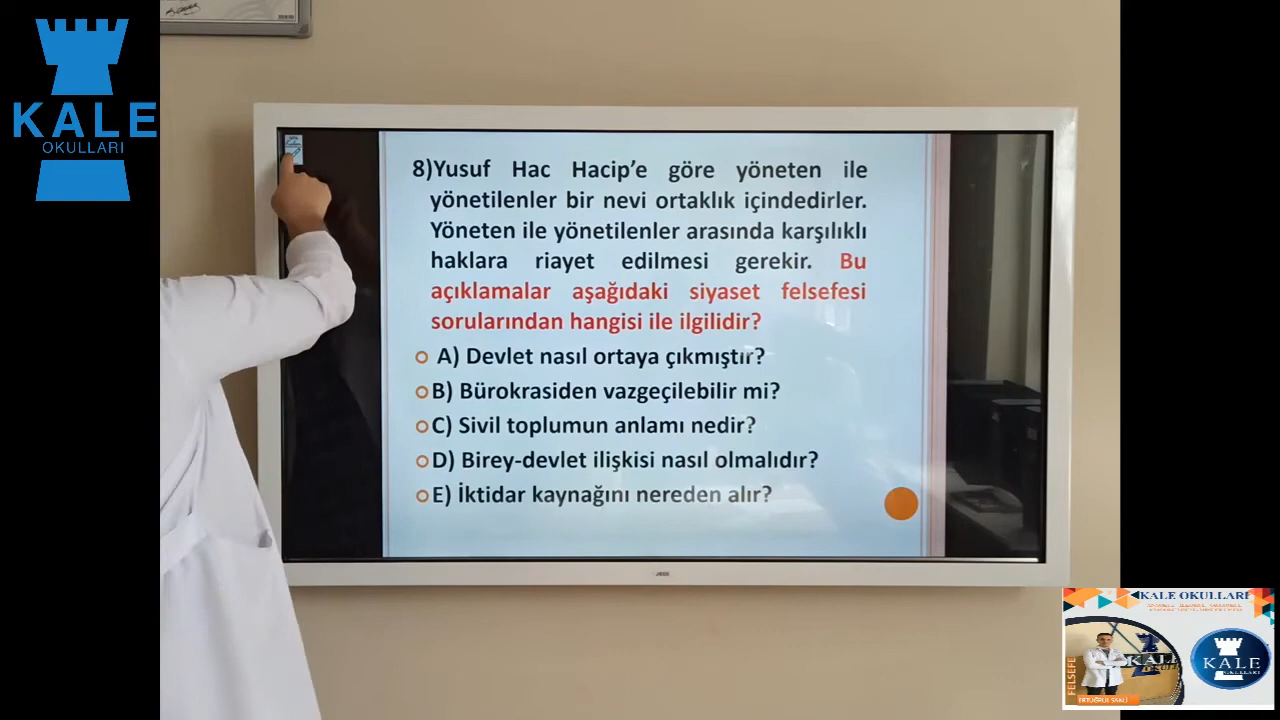 KALE
OKULLARI
8)Yusuf Hac Hacip’e göre yöneten ile
yönetilenler bir nevi ortaklık içindedirler.
Yöneten ile yönetilenler arasında karşılıklı
haklara riayet edilmesi gerekir. Bu
açıklamalar aşağıdaki siyaset felsefesi
sorularından hangisi ile ilgilidir?
A) Devlet nasıl ortaya çıkmıştır?
B) Bürokrasiden vazgeçilebilir mi?
C) Sivil toplumun anlamı nedir?
D) Birey-devlet ilişkisi nasıl olmalıdır?
E) İktidar kaynağını nereden alır?
KALE OKULLARI
FELSEFE
KALE
KALE
OKULLARI